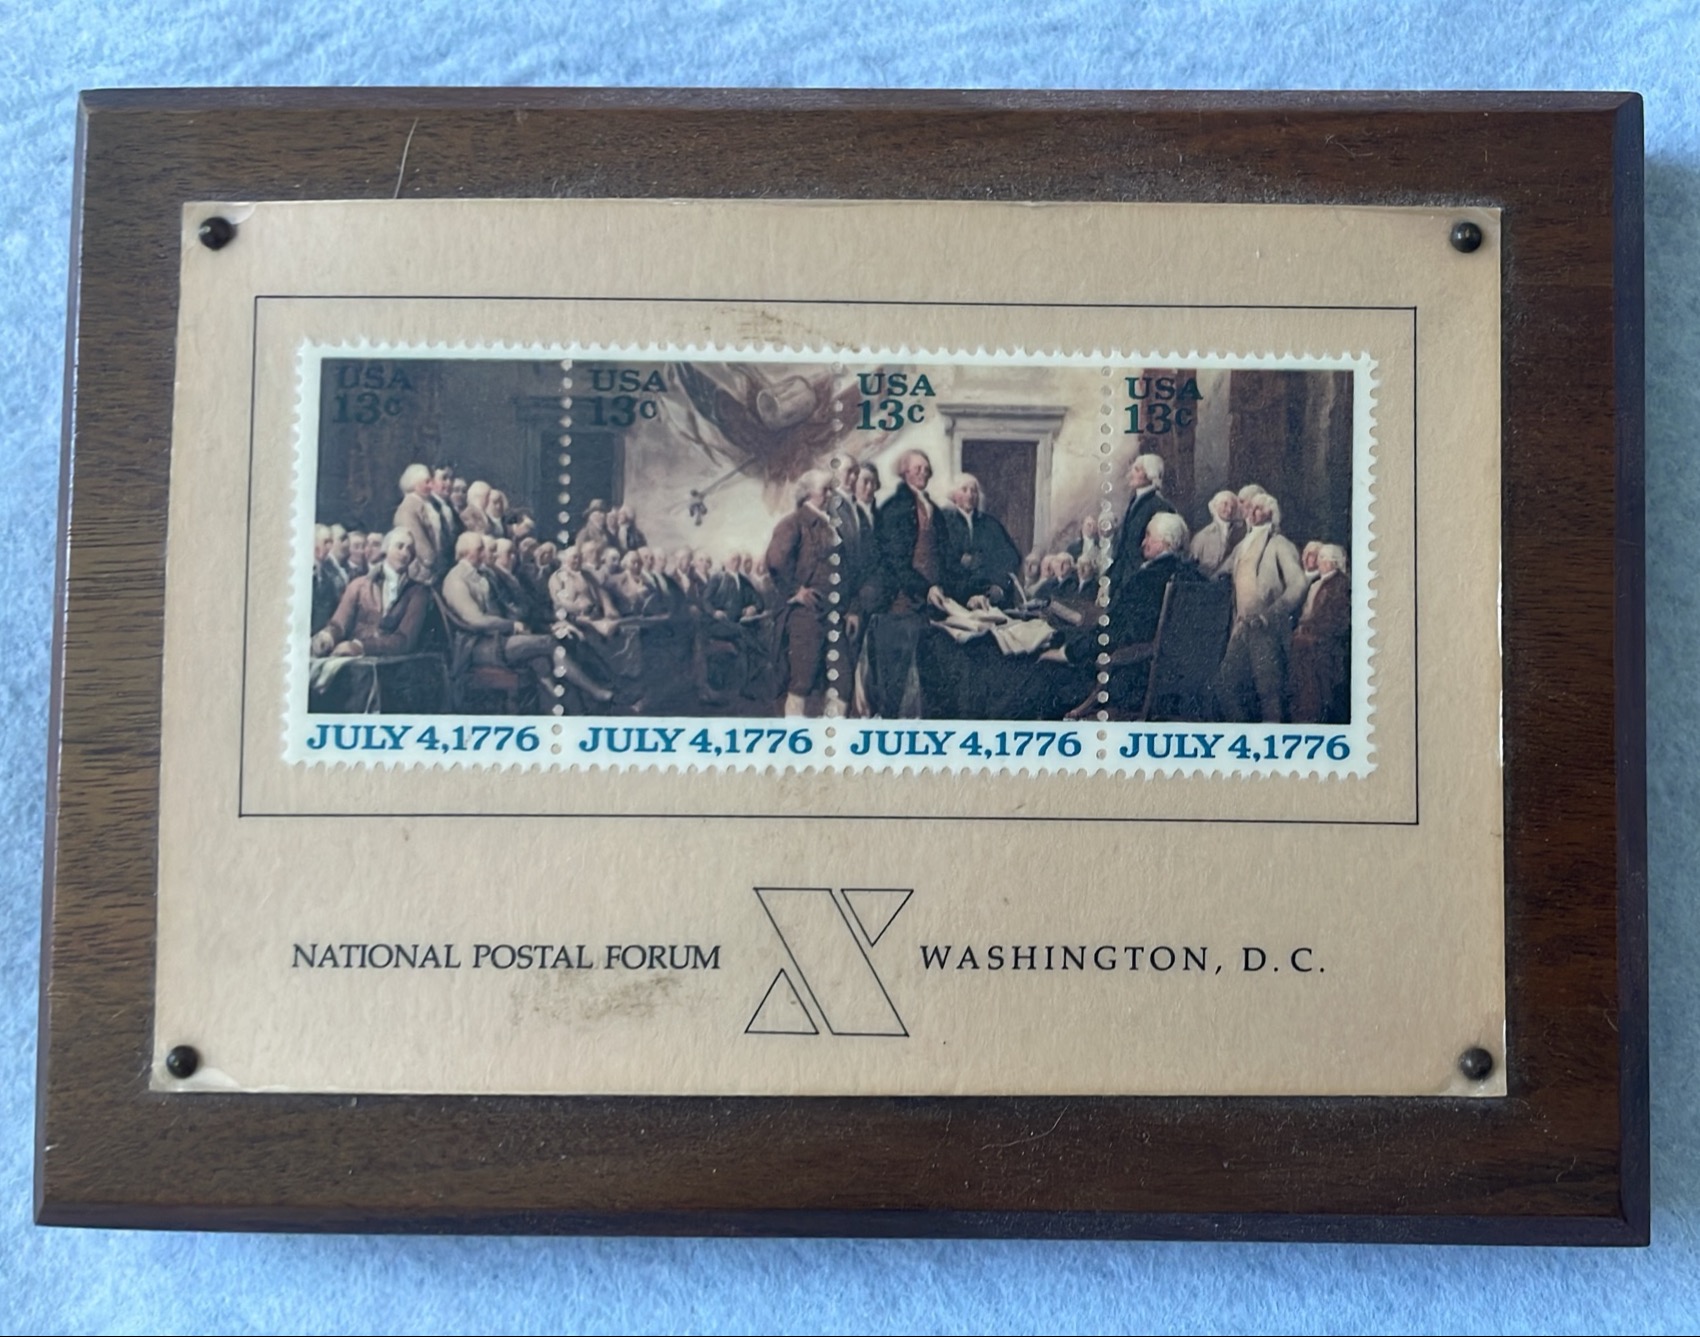 USA USA USA USA
13c 13c 13c 13c
JULY 4,1776 JULY 4,1776 JULY 4,1776 JULY 4,1776
NATIONAL POSTAL FORUM WASHINGTON, D.C.